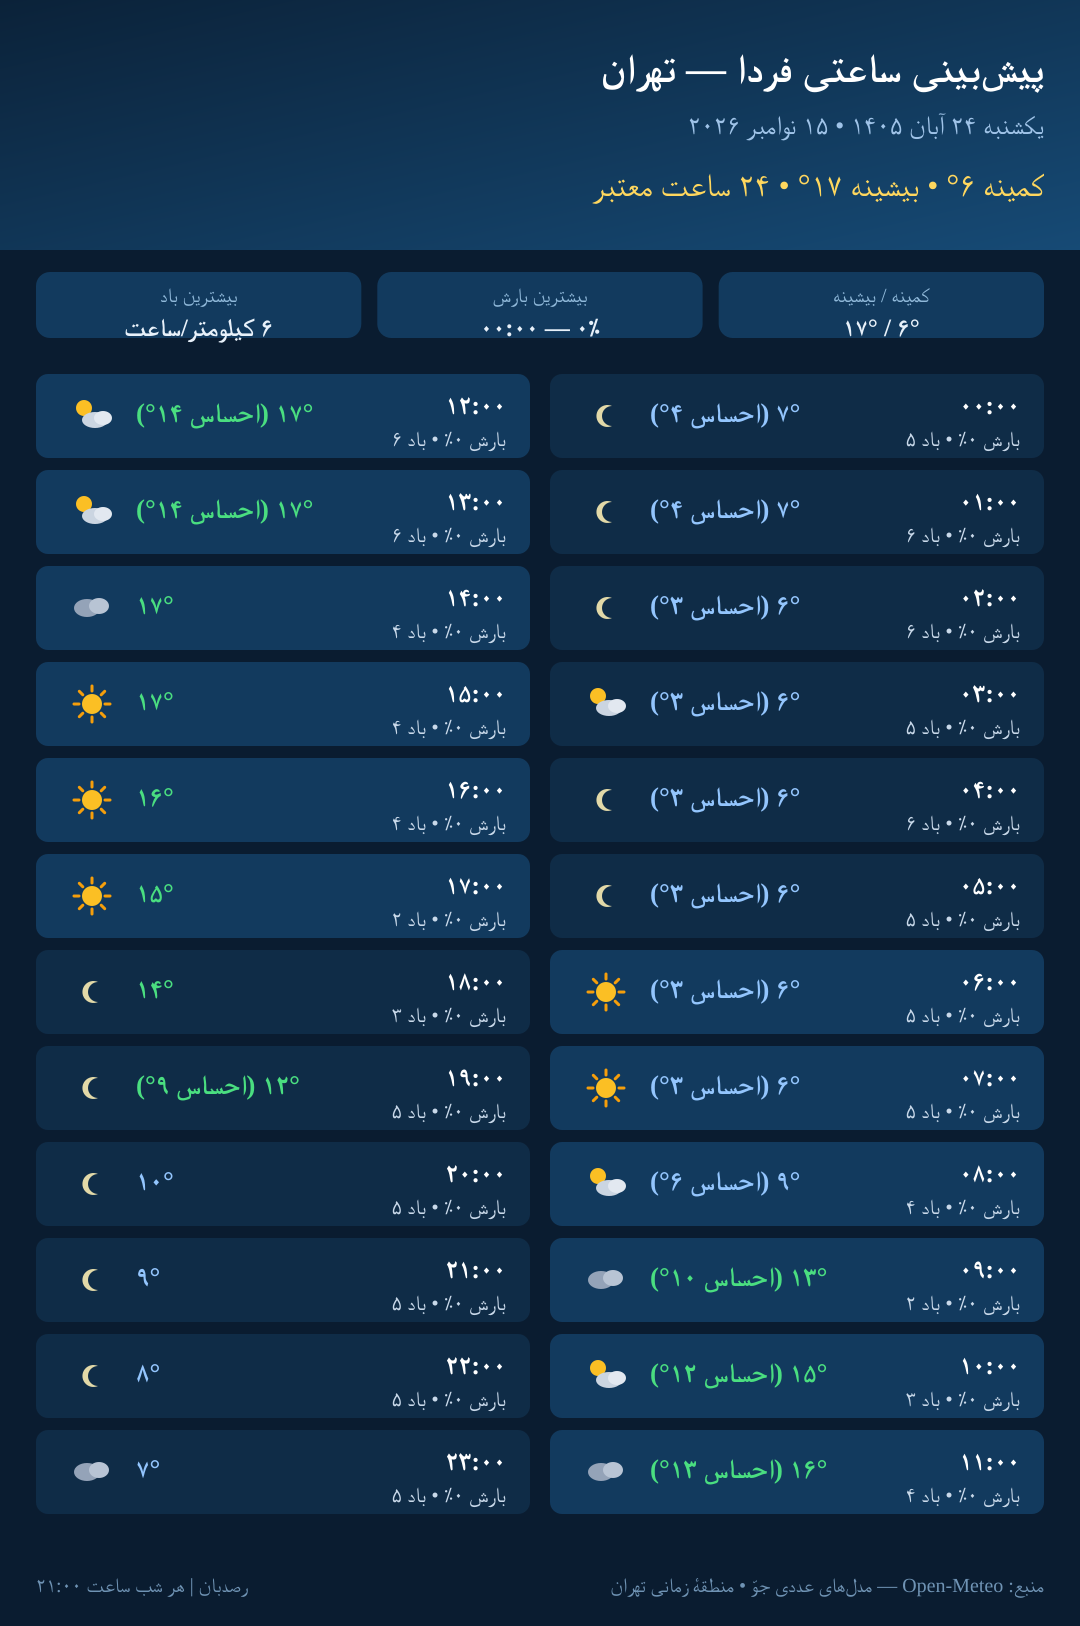 پیش‌بینی ساعتی فردا — تهران
یکشنبه ۲۴ آبان ۱۴۰۵ • ۱۵ نوامبر ۲۰۲۶
کمینه ۶° • بیشینه ۱۷° • ۲۴ ساعت معتبر
کمینه / بیشینه
۶° / ۱۷°
بیشترین بارش
۰٪ — ۰۰:۰۰
بیشترین باد
۶ کیلومتر/ساعت
۰۰:۰۰
۷° (احساس ۴°)
بارش ۰٪ • باد ۵
۰۱:۰۰
۷° (احساس ۴°)
بارش ۰٪ • باد ۶
۰۲:۰۰
۶° (احساس ۳°)
بارش ۰٪ • باد ۶
۰۳:۰۰
۶° (احساس ۳°)
بارش ۰٪ • باد ۵
۰۴:۰۰
۶° (احساس ۳°)
بارش ۰٪ • باد ۶
۰۵:۰۰
۶° (احساس ۳°)
بارش ۰٪ • باد ۵
۰۶:۰۰
۶° (احساس ۳°)
بارش ۰٪ • باد ۵
۰۷:۰۰
۶° (احساس ۳°)
بارش ۰٪ • باد ۵
۰۸:۰۰
۹° (احساس ۶°)
بارش ۰٪ • باد ۴
۰۹:۰۰
۱۳° (احساس ۱۰°)
بارش ۰٪ • باد ۲
۱۰:۰۰
۱۵° (احساس ۱۲°)
بارش ۰٪ • باد ۳
۱۱:۰۰
۱۶° (احساس ۱۳°)
بارش ۰٪ • باد ۴
۱۲:۰۰
۱۷° (احساس ۱۴°)
بارش ۰٪ • باد ۶
۱۳:۰۰
۱۷° (احساس ۱۴°)
بارش ۰٪ • باد ۶
۱۴:۰۰
۱۷°
بارش ۰٪ • باد ۴
۱۵:۰۰
۱۷°
بارش ۰٪ • باد ۴
۱۶:۰۰
۱۶°
بارش ۰٪ • باد ۴
۱۷:۰۰
۱۵°
بارش ۰٪ • باد ۲
۱۸:۰۰
۱۴°
بارش ۰٪ • باد ۳
۱۹:۰۰
۱۲° (احساس ۹°)
بارش ۰٪ • باد ۵
۲۰:۰۰
۱۰°
بارش ۰٪ • باد ۵
۲۱:۰۰
۹°
بارش ۰٪ • باد ۵
۲۲:۰۰
۸°
بارش ۰٪ • باد ۵
۲۳:۰۰
۷°
بارش ۰٪ • باد ۵
منبع: Open-Meteo — مدل‌های عددی جوّ • منطقهٔ زمانی تهران
رصدبان | هر شب ساعت ۲۱:۰۰